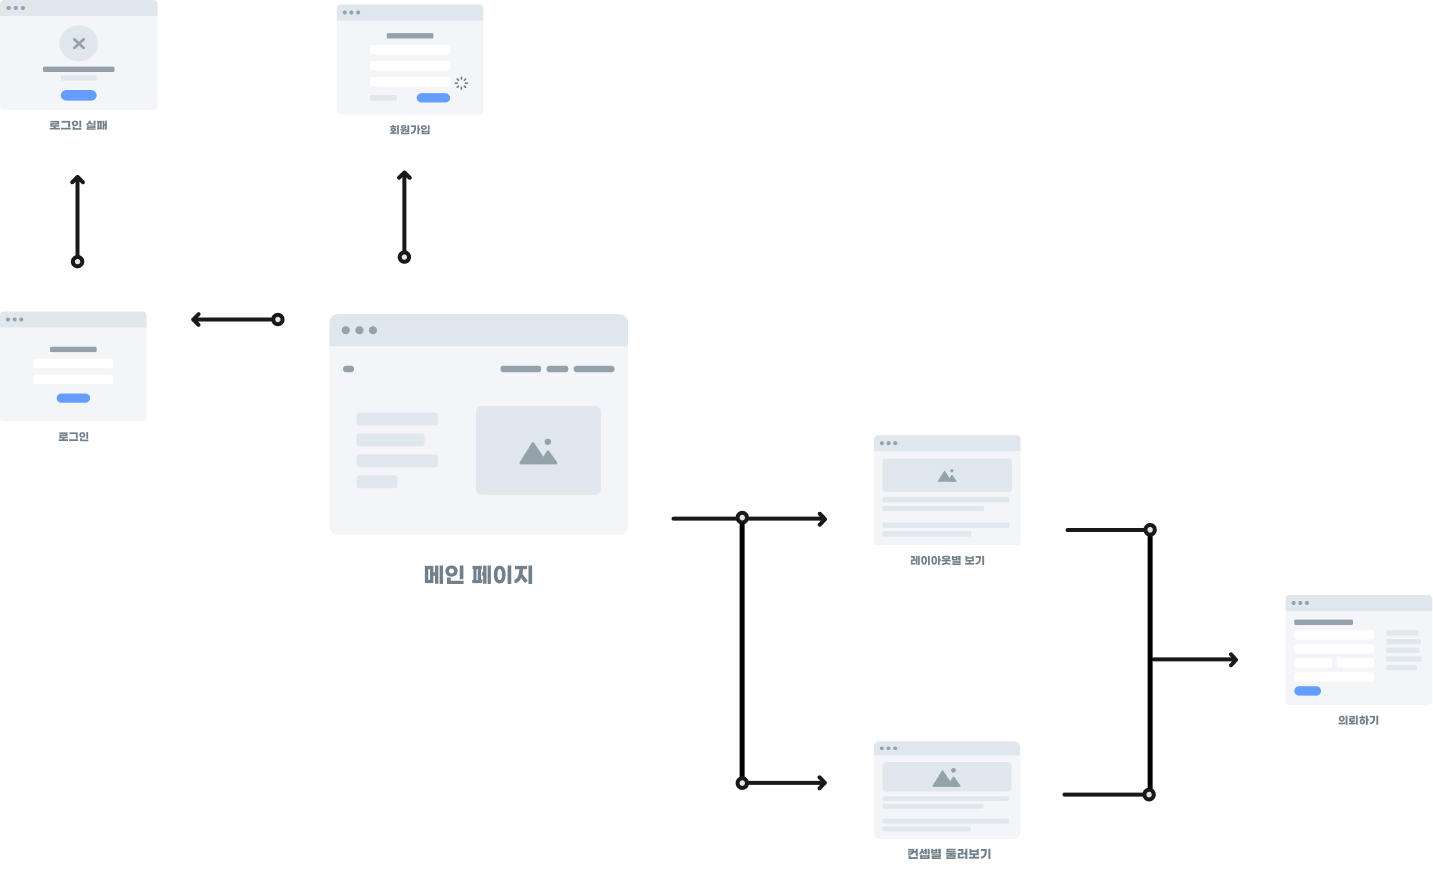 로그인 실패
회원가입
로그인
메인 페이지
레이아웃별 보기
의뢰하기
컨셉별 둘러보기